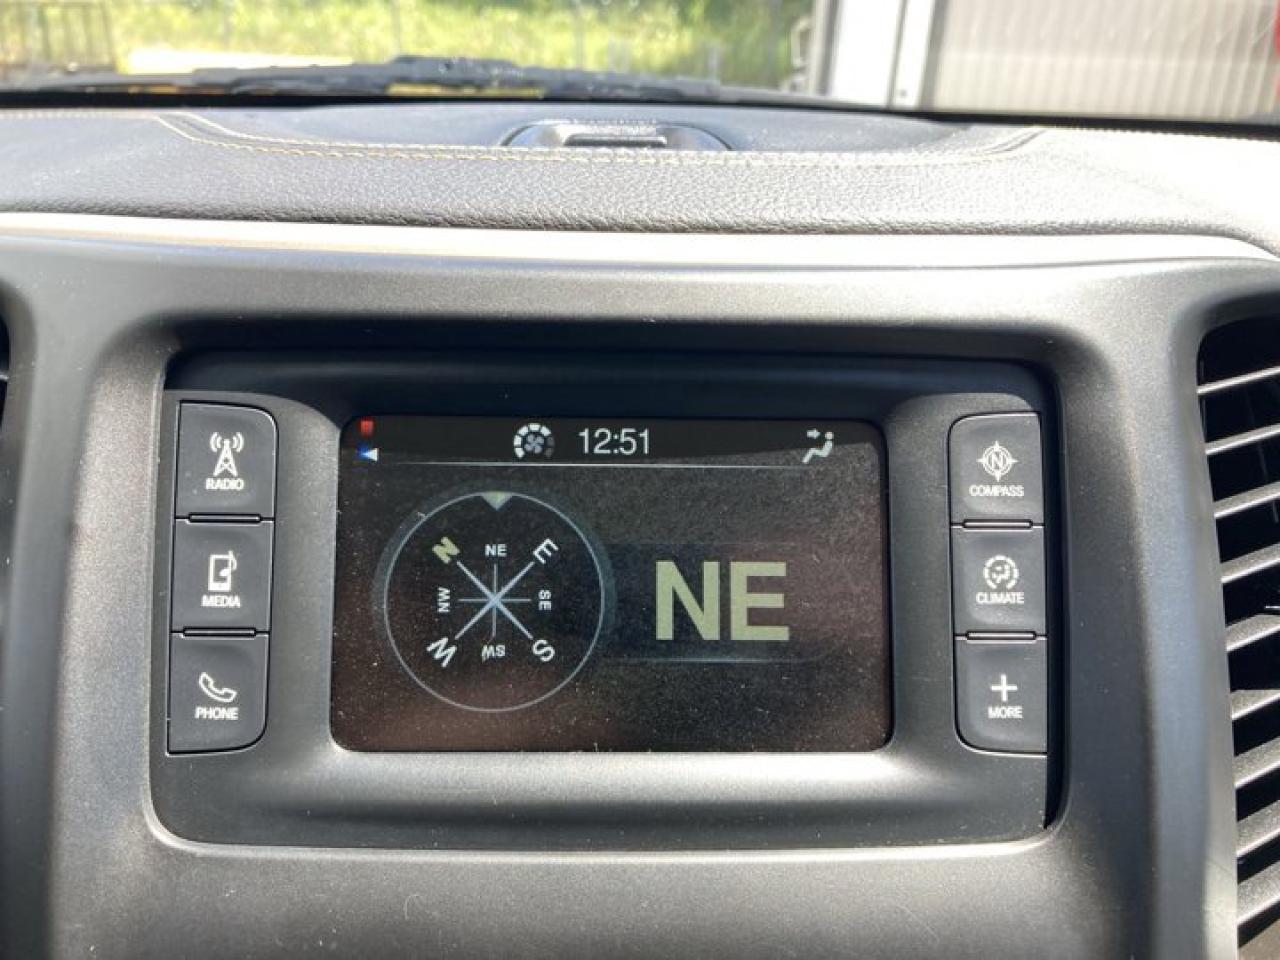 12:51
RADIO
MEDIA
PHONE
N
NE
E
NW
SE
W
SW
S
NE
N
COMPASS
CLIMATE
MORE